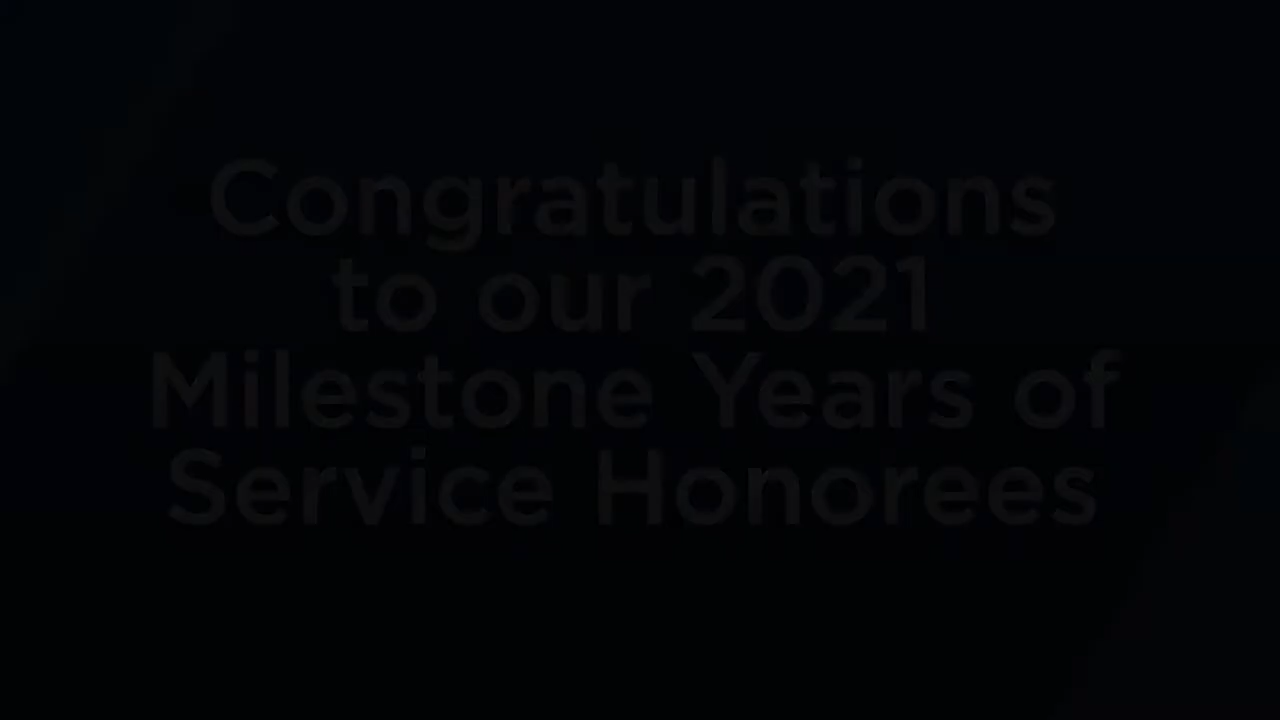 Congratulations
to our 2021
Milestone Years of
Service Honorees